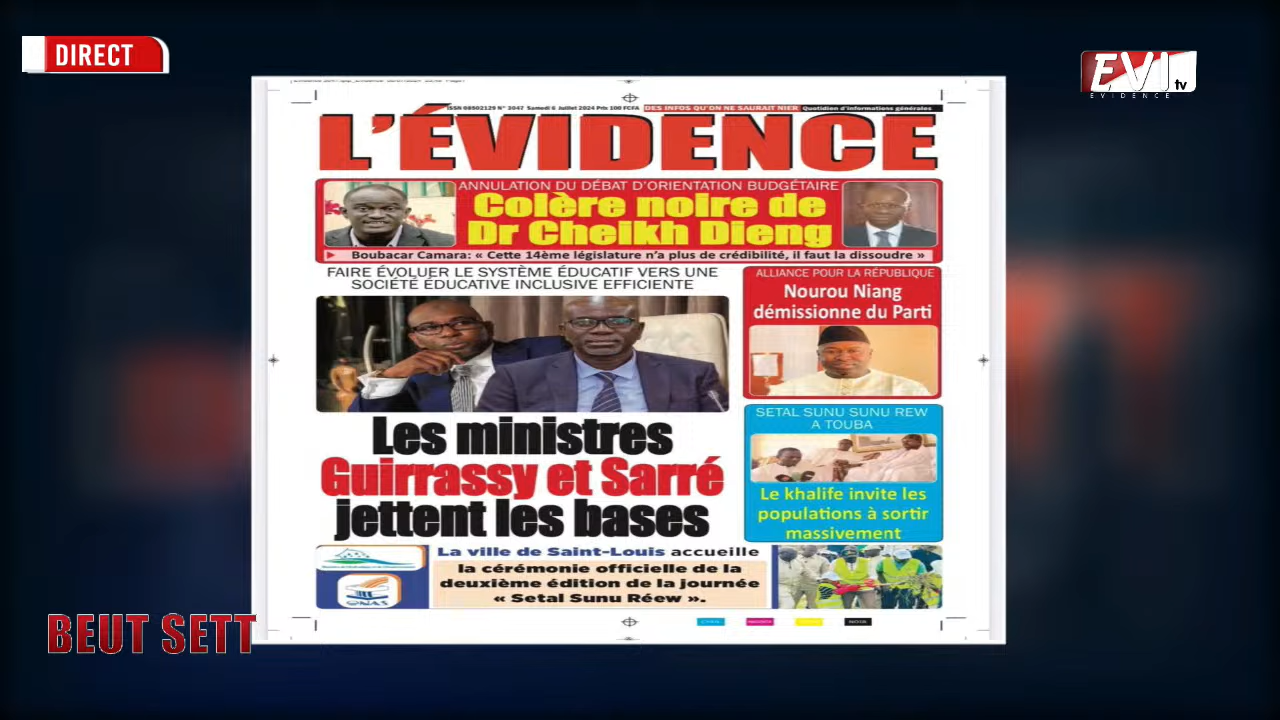 DIRECT
EVI tv
EVIDENCE
ISSN 08502129 N° 3047 Samedi 6 Juillet 2024 Prix 100 FCFA DES INFOS QU'ON NE SAURAIT NIER Quotidien d'informations générales
L'ÉVIDENCE
ANNULATION DU DÉBAT D'ORIENTATION BUDGÉTAIRE
Colère noire de
Dr Cheikh Dieng
Boubacar Camara: « Cette 14ème législature n'a plus de crédibilité, il faut la dissoudre »
FAIRE ÉVOLUER LE SYSTÈME ÉDUCATIF VERS UNE
SOCIÉTÉ ÉDUCATIVE INCLUSIVE EFFICIENTE
Les ministres
Guirrassy et Sarré
jettent les bases
ALLIANCE POUR LA RÉPUBLIQUE
Nourou Niang
démissionne du Parti
SETAL SUNU SUNU REW
A TOUBA
Le khalife invite les
populations à sortir
massivement
La ville de Saint-Louis accueille
la cérémonie officielle de la
deuxième édition de la journée
« Setal Sunu Réew ».
ONAS
BEUT SETT